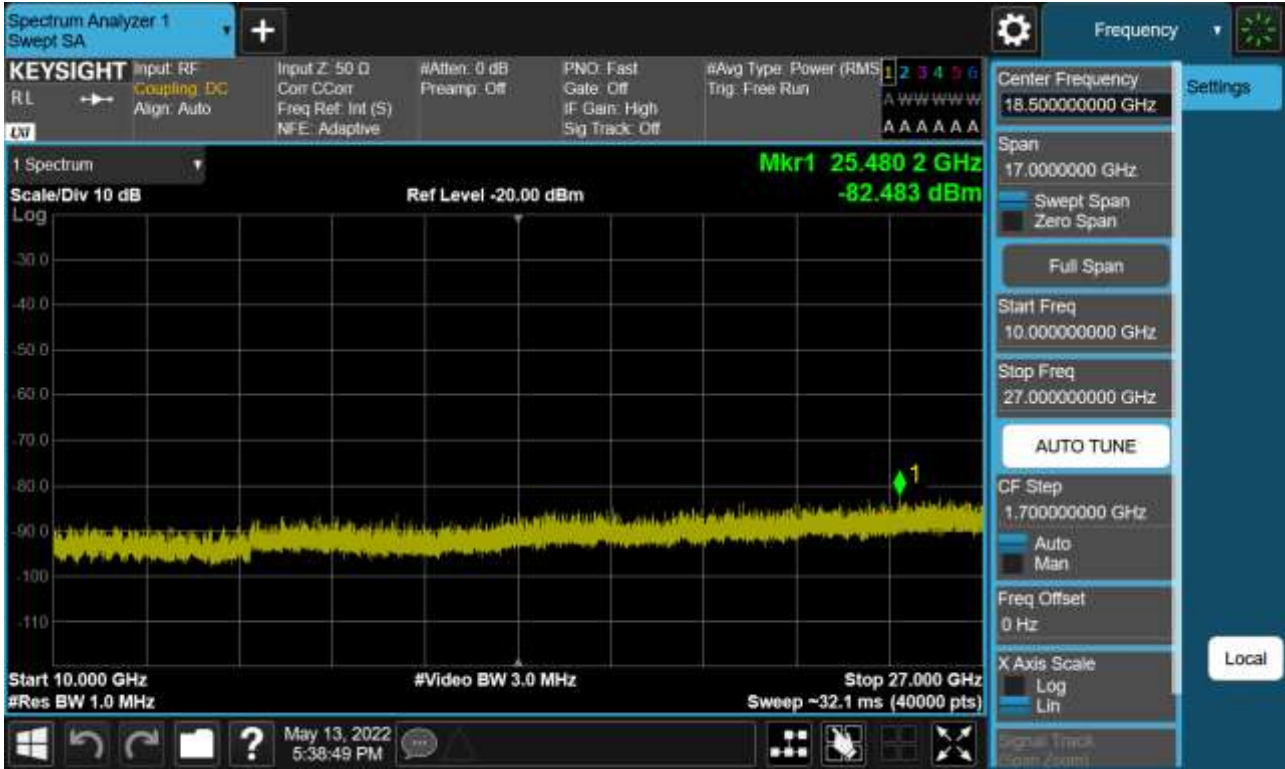 Spectrum Analyzer 1
Swept SA
+
Frequency
KEYSIGHT
RL
LXI
Input: RF
Coupling: DC
Align: Auto
Input Z: 50 Ω
Corr CCorr
Freq Ref: Int (S)
NFE: Adaptive
#Atten: 0 dB
Preamp: Off
PNO: Fast
Gate: Off
IF Gain: High
Sig Track: Off
#Avg Type: Power (RMS
Trig: Free Run
1 2 3 4 5 6
A W W W W W
A A A A A A
1 Spectrum
Scale/Div 10 dB
Ref Level -20.00 dBm
Mkr1 25.480 2 GHz
-82.483 dBm
Log
-30.0
-40.0
-50.0
-60.0
-70.0
-80.0
-90.0
-100
-110
1
Start 10.000 GHz
#Video BW 3.0 MHz
Stop 27.000 GHz
#Res BW 1.0 MHz
Sweep ~32.1 ms (40000 pts)
?
May 13, 2022
5:38:49 PM
Center Frequency
18.500000000 GHz
Settings
Span
17.0000000 GHz
Swept Span
Zero Span
Full Span
Start Freq
10.000000000 GHz
Stop Freq
27.000000000 GHz
AUTO TUNE
CF Step
1.700000000 GHz
Auto
Man
Freq Offset
0 Hz
X Axis Scale
Log
Lin
Local
Signal Track
(Span Zoom)